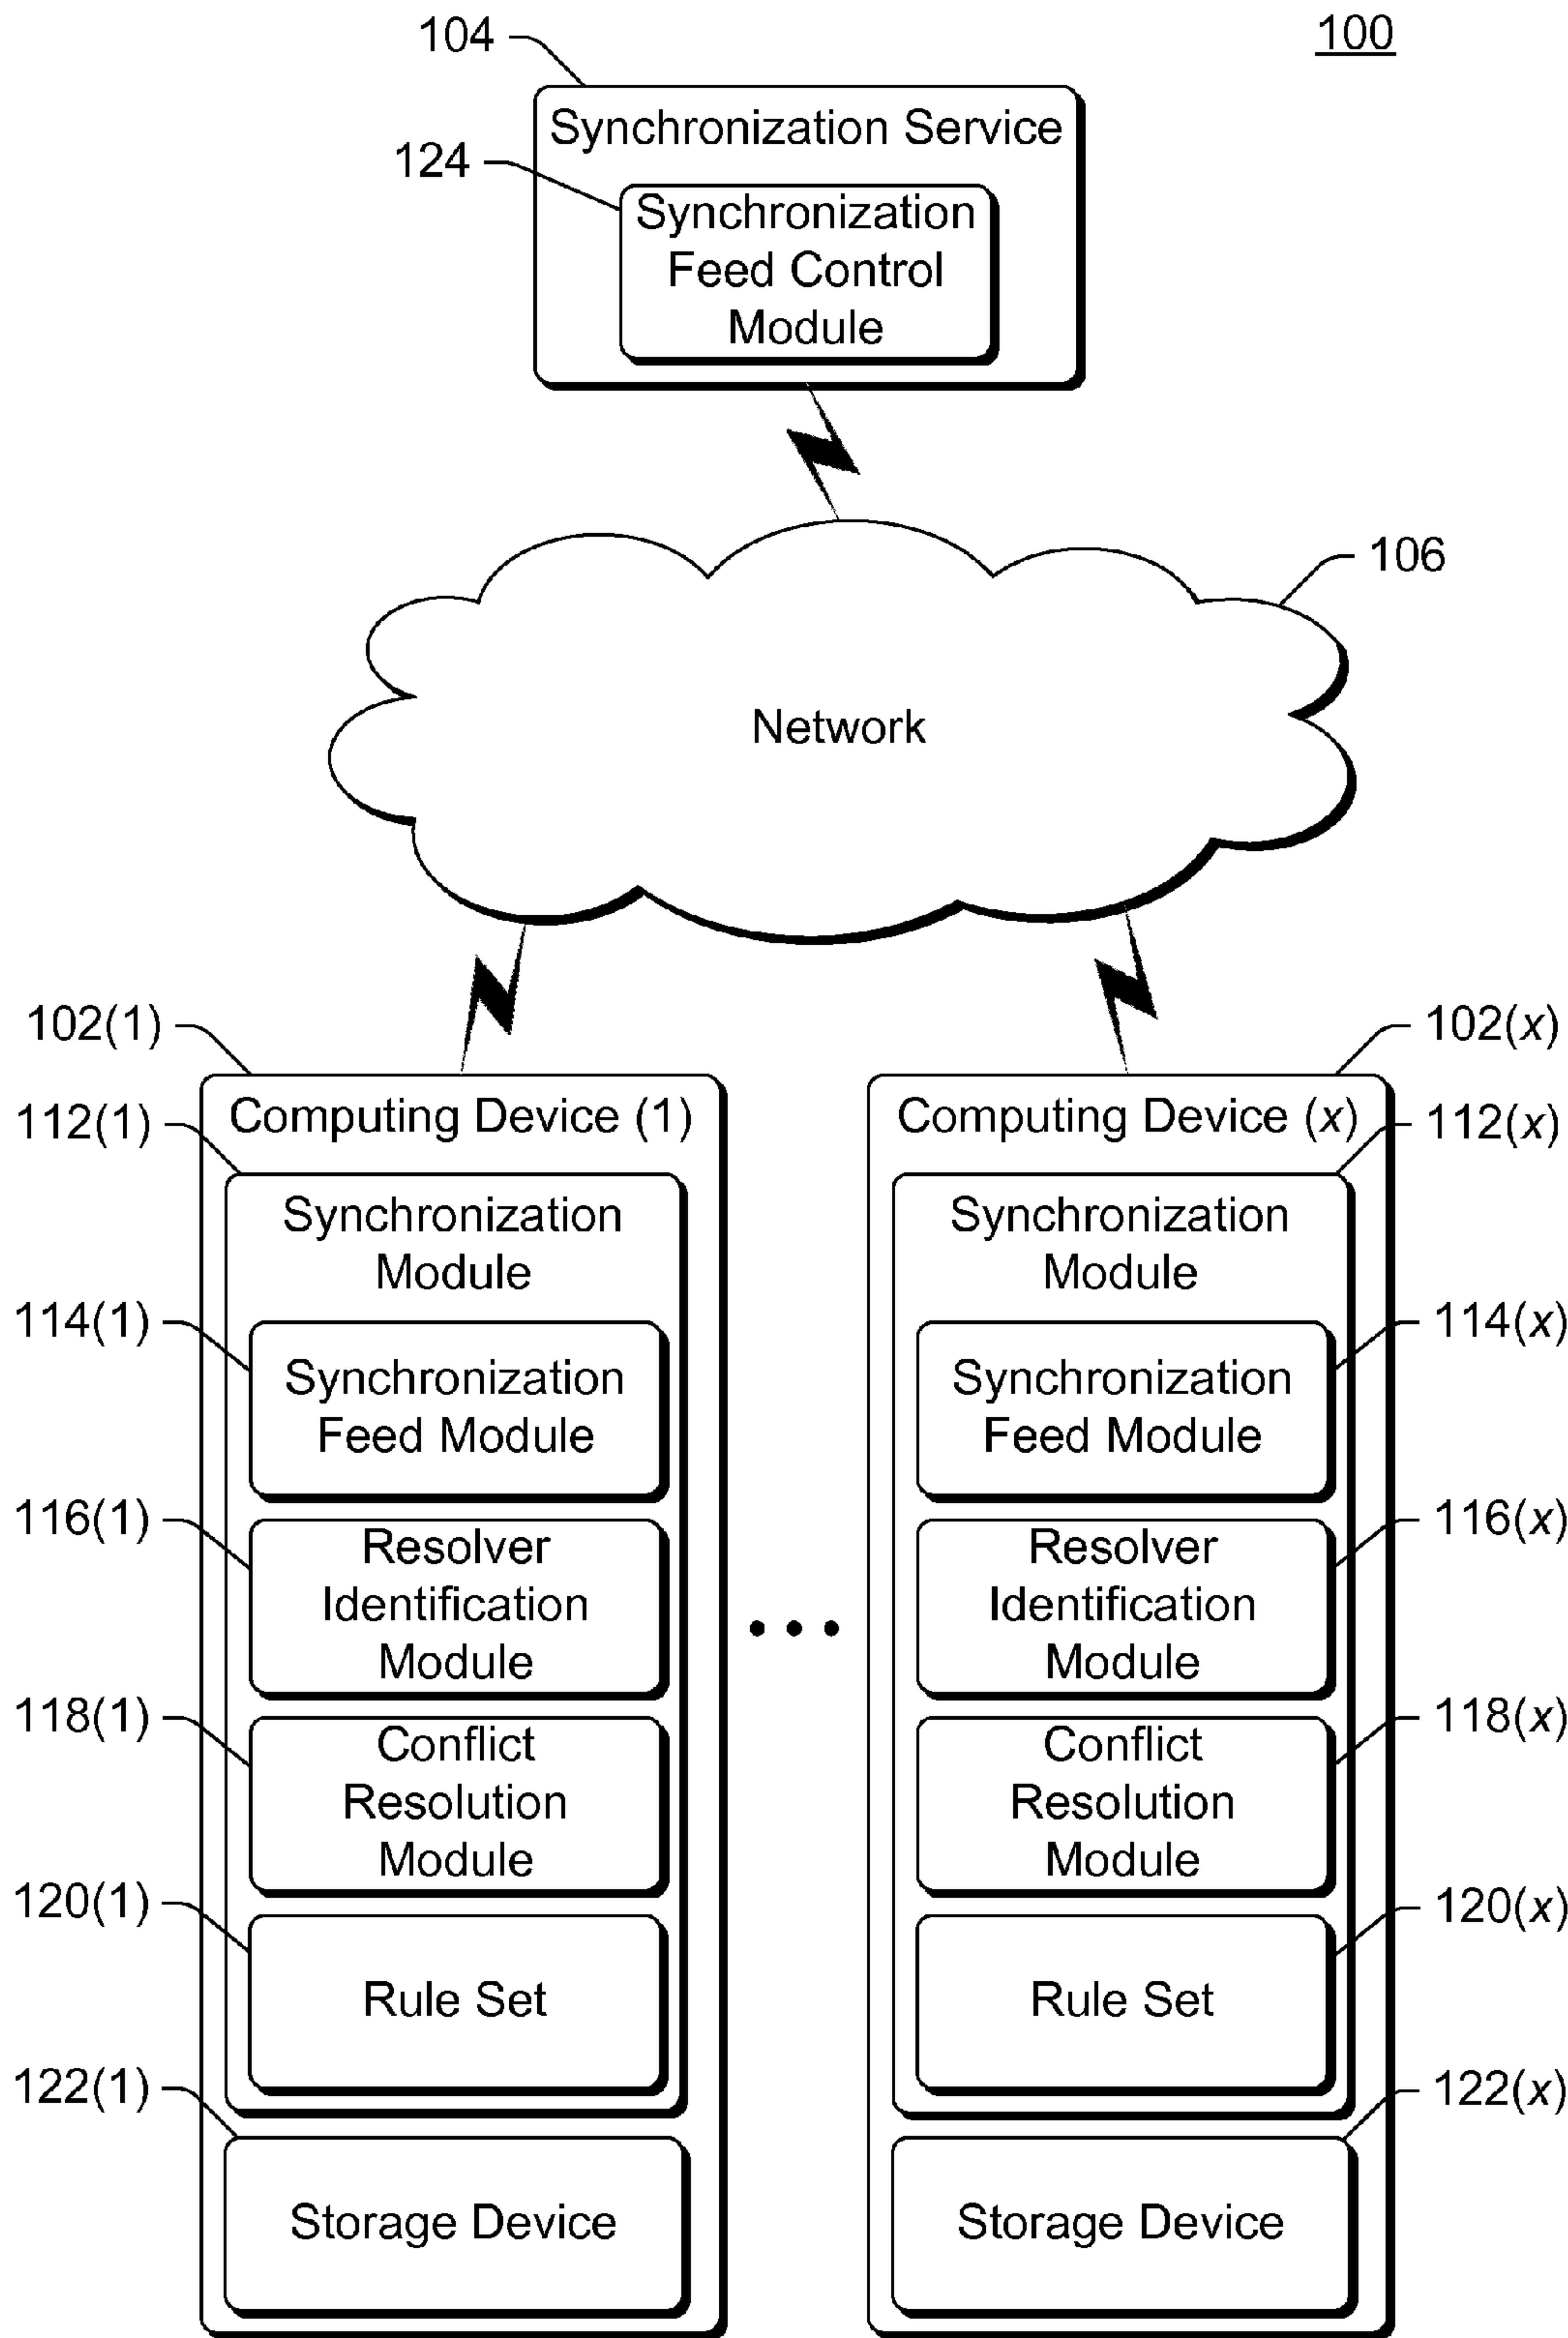 100
104
Synchronization Service
124
Synchronization
Feed Control
Module
106
Network
102(1)
Computing Device (1)
112(1)
Synchronization
Module
114(1)
Synchronization
Feed Module
116(1)
Resolver
Identification
Module
118(1)
Conflict
Resolution
Module
120(1)
Rule Set
122(1)
Storage Device
102(x)
Computing Device (x)
112(x)
Synchronization
Module
114(x)
Synchronization
Feed Module
116(x)
Resolver
Identification
Module
118(x)
Conflict
Resolution
Module
120(x)
Rule Set
122(x)
Storage Device